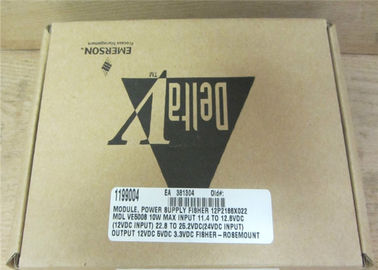 EMERSON.
Process Management
DeltaV
TM
1199004 EA 381304 Old#:
MODULE, POWER SUPPLY FISHER 12P2186X022
MDL VE5008 10W MAX INPUT 11.4 TO 12.6VDC
(12VDC INPUT) 22.8 TO 25.2VDC(24VDC INPUT)
OUTPUT 12VDC 5VDC 3.3VDC FISHER-ROSEMOUNT